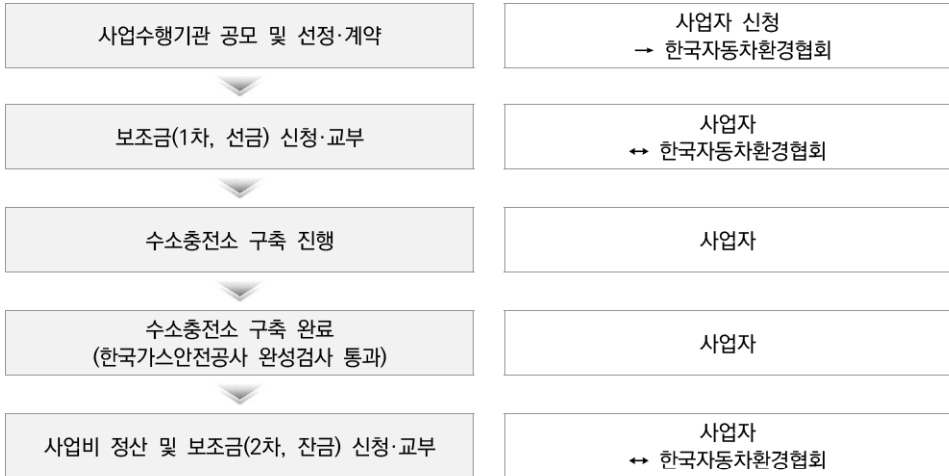 사업수행기관 공모 및 선정·계약
사업자 신청
→ 한국자동차환경협회
보조금(1차, 선금) 신청·교부
사업자
↔ 한국자동차환경협회
수소충전소 구축 진행
사업자
수소충전소 구축 완료
(한국가스안전공사 완성검사 통과)
사업자
사업비 정산 및 보조금(2차, 잔금) 신청·교부
사업자
↔ 한국자동차환경협회